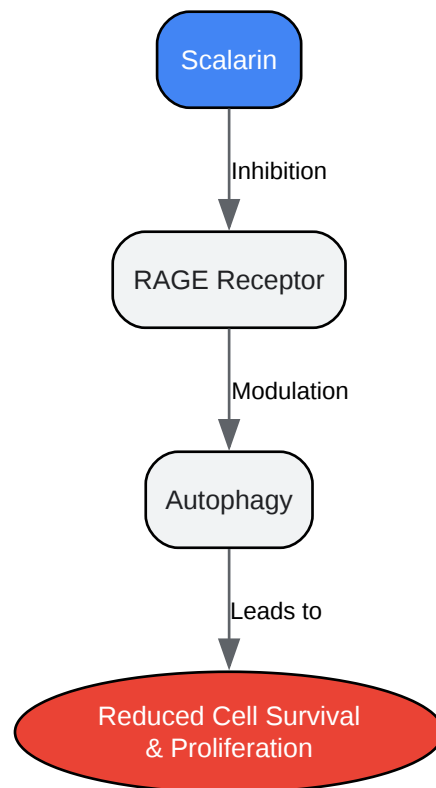 Scalarin
Inhibition
RAGE Receptor
Modulation
Autophagy
Leads to
Reduced Cell Survival
& Proliferation